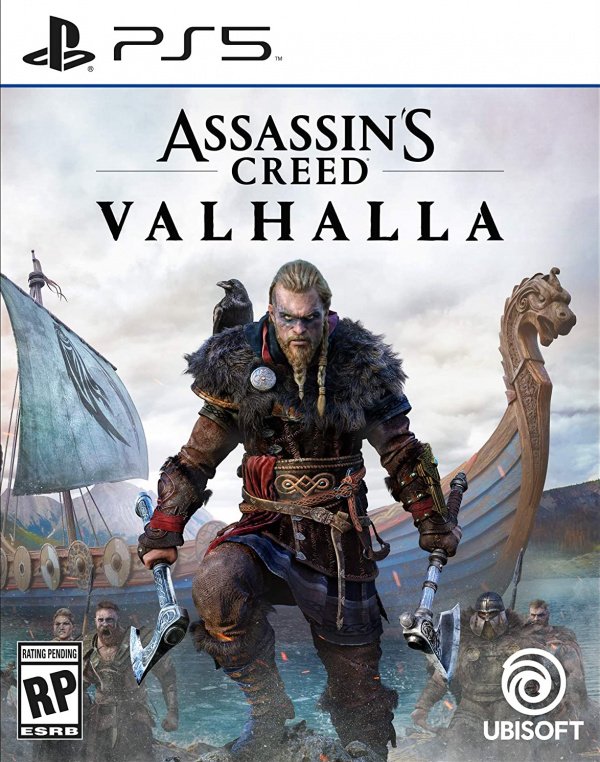 PS5
ASSASSIN'S
CREED®
VALHALLA
RATING PENDING
RP
ESRB
UBISOFT